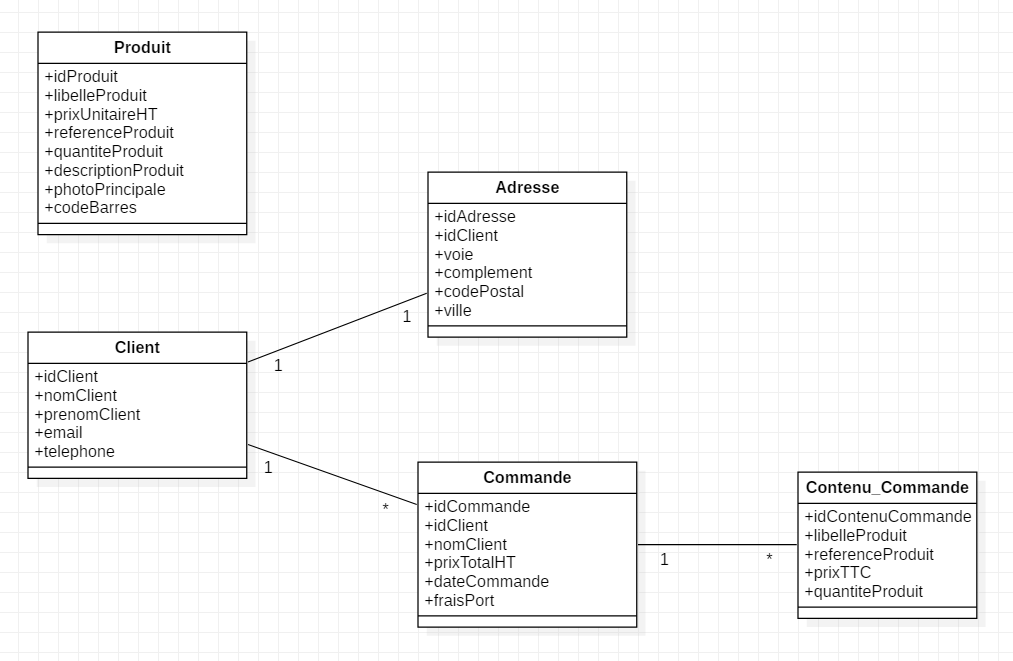 Produit
+idProduit
+libelleProduit
+prixUnitaireHT
+referenceProduit
+quantiteProduit
+descriptionProduit
+photoPrincipale
+codeBarres
Adresse
+idAdresse
+idClient
+voie
+complement
+codePostal
+ville
1
1
Client
+idClient
+nomClient
+prenomClient
+email
+telephone
1
*
Commande
+idCommande
+idClient
+nomClient
+prixTotalHT
+dateCommande
+fraisPort
1
*
Contenu_Commande
+idContenuCommande
+libelleProduit
+referenceProduit
+prixTTC
+quantiteProduit